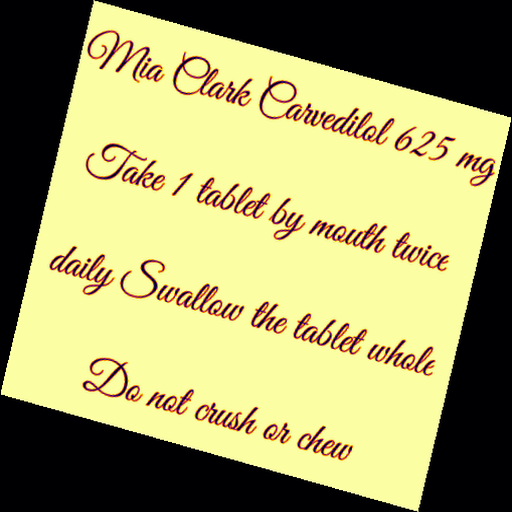 Mia Clark Carvedilol 625 mg
Take 1 tablet by mouth twice
daily Swallow the tablet whole
Do not crush or chew